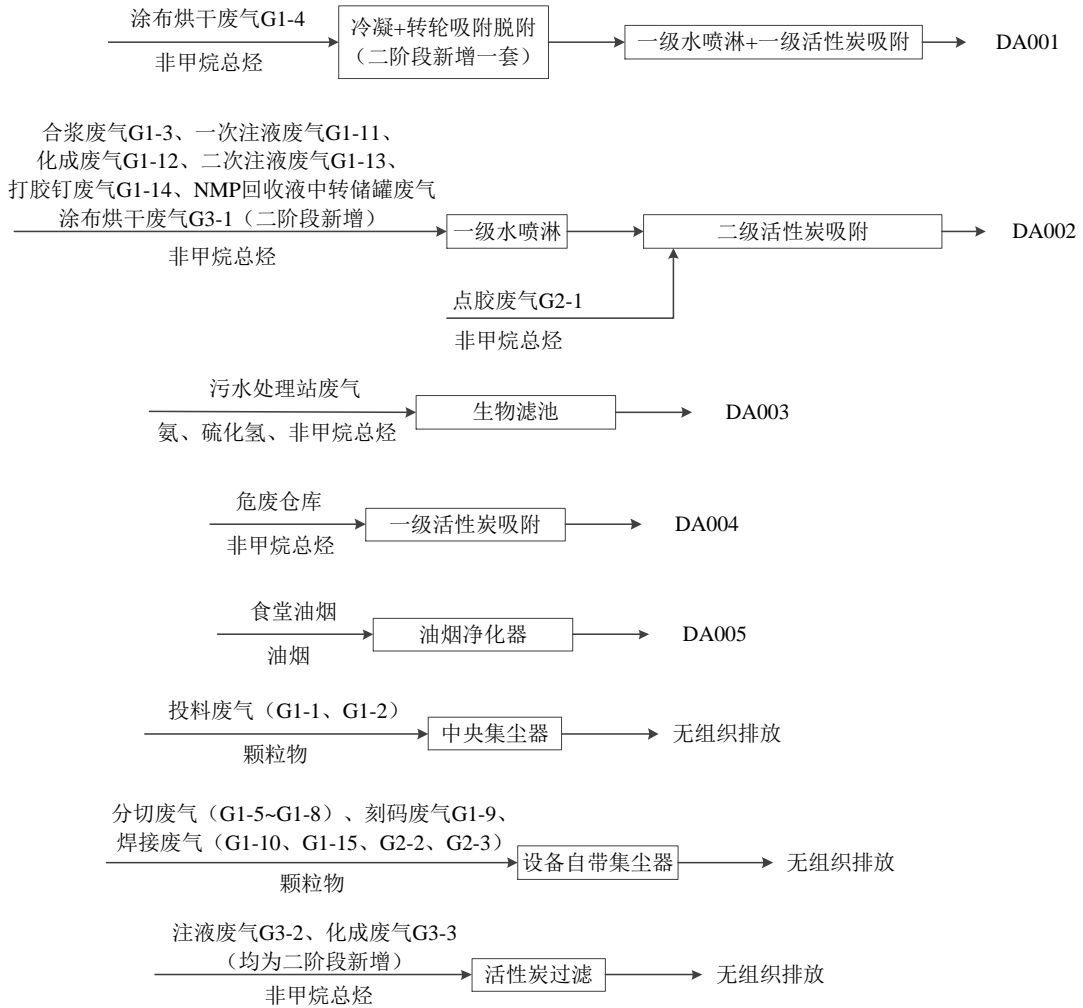 涂布烘干废气G1-4
非甲烷总烃
冷凝+转轮吸附脱附
（二阶段新增一套）
一级水喷淋+一级活性炭吸附
DA001
合浆废气G1-3、一次注液废气G1-11、
化成废气G1-12、二次注液废气G1-13、
打胶钉废气G1-14、NMP回收液中转储罐废气
涂布烘干废气G3-1（二阶段新增）
非甲烷总烃
一级水喷淋
二级活性炭吸附
DA002
点胶废气G2-1
非甲烷总烃
污水处理站废气
氨、硫化氢、非甲烷总烃
生物滤池
DA003
危废仓库
非甲烷总烃
一级活性炭吸附
DA004
食堂油烟
油烟
油烟净化器
DA005
投料废气（G1-1、G1-2）
颗粒物
中央集尘器
无组织排放
分切废气（G1-5~G1-8）、刻码废气G1-9、
焊接废气（G1-10、G1-15、G2-2、G2-3）
颗粒物
设备自带集尘器
无组织排放
注液废气G3-2、化成废气G3-3
（均为二阶段新增）
非甲烷总烃
活性炭过滤
无组织排放